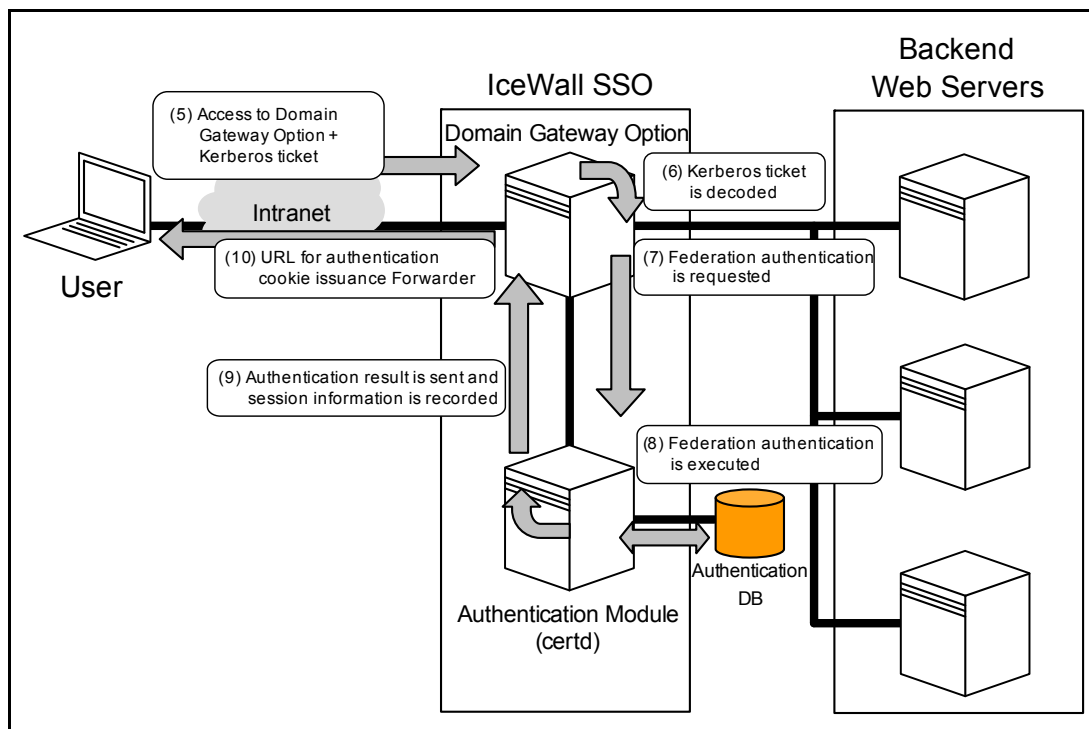 Backend
Web Servers
IceWall SSO
(5) Access to Domain
Gateway Option +
Kerberos ticket
Domain Gateway Option
(6) Kerberos ticket
is decoded
Intranet
User
(10) URL for authentication
cookie issuance Forwarder
(7) Federation authentication
is requested
(9) Authentication result is sent and
session information is recorded
(8) Federation authentication
is executed
Authentication
DB
Authentication Module
(certd)